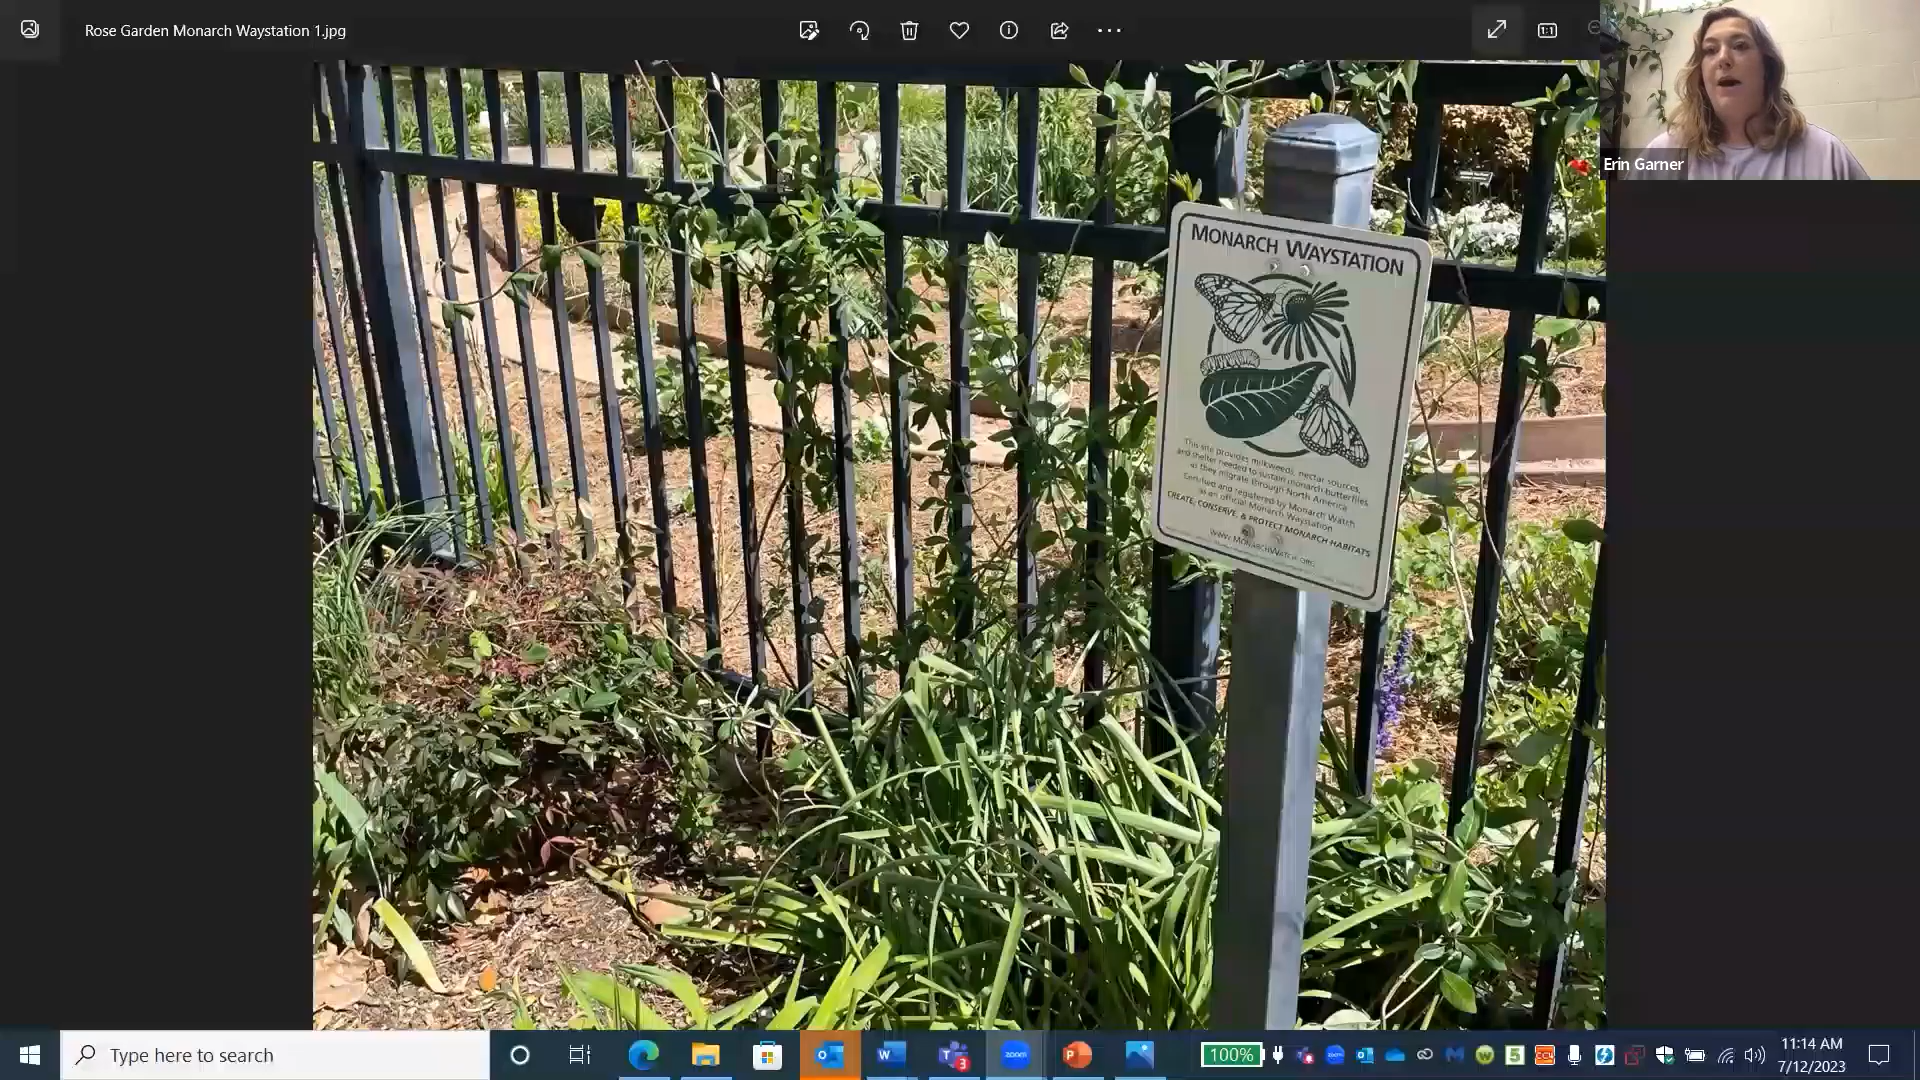 Rose Garden Monarch Waystation 1.jpg
1:1
Erin Garner
MONARCH WAYSTATION
This site provides milkweeds, nectar sources,
and shelter needed to sustain monarch butterflies
as they migrate through North America.
Certified and registered by Monarch Watch
as an official Monarch Waystation.
CREATE, CONSERVE, & PROTECT MONARCH HABITATS
WWW.MONARCHWATCH.ORG
Type here to search
zoom
100%
11:14 AM
7/12/2023